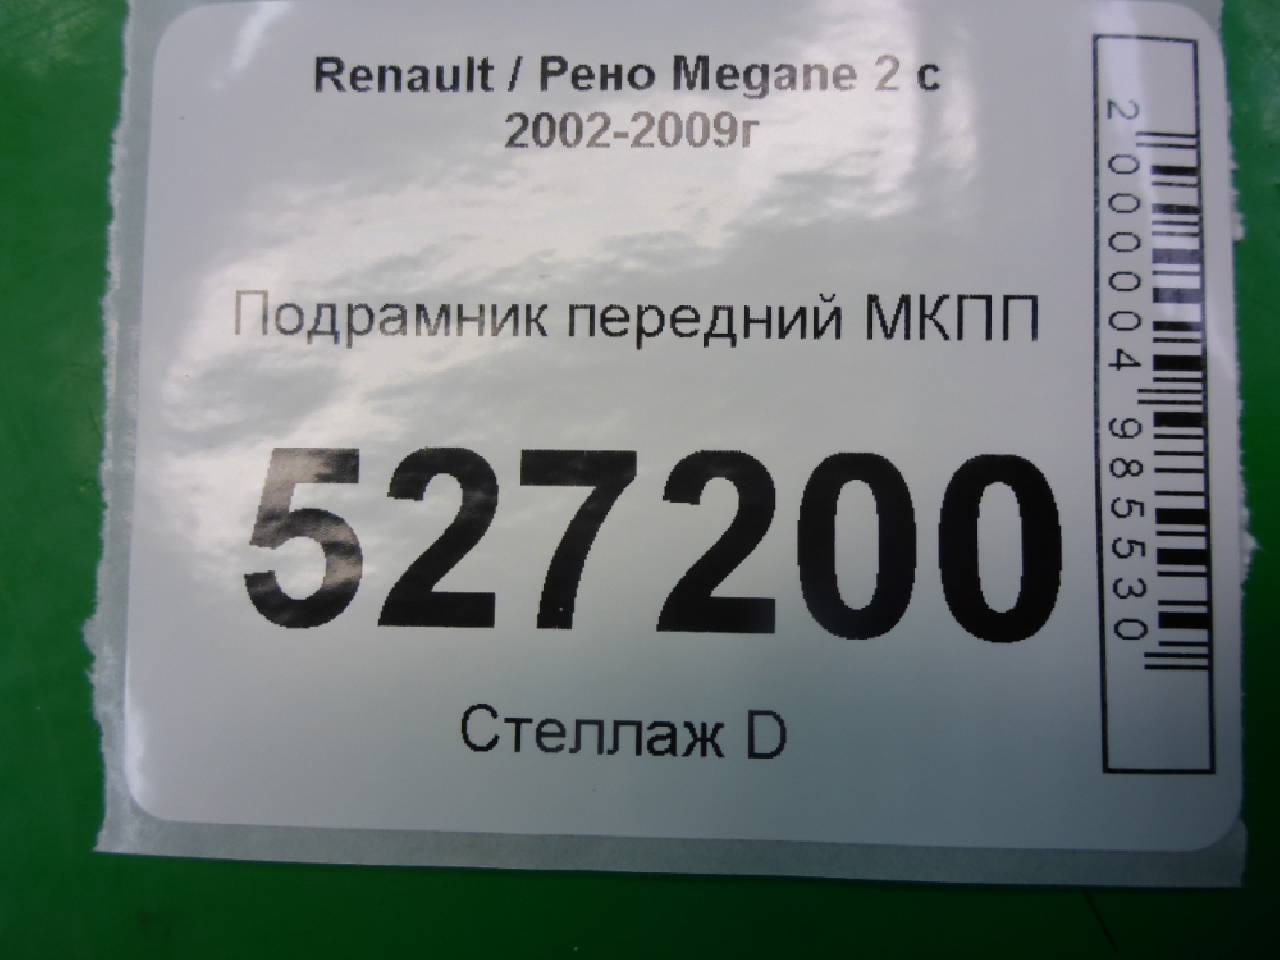 Renault / Рено Megane 2 с
2002-2009г
Подрамник передний МКПП
527200
Стеллаж D
2000004985530